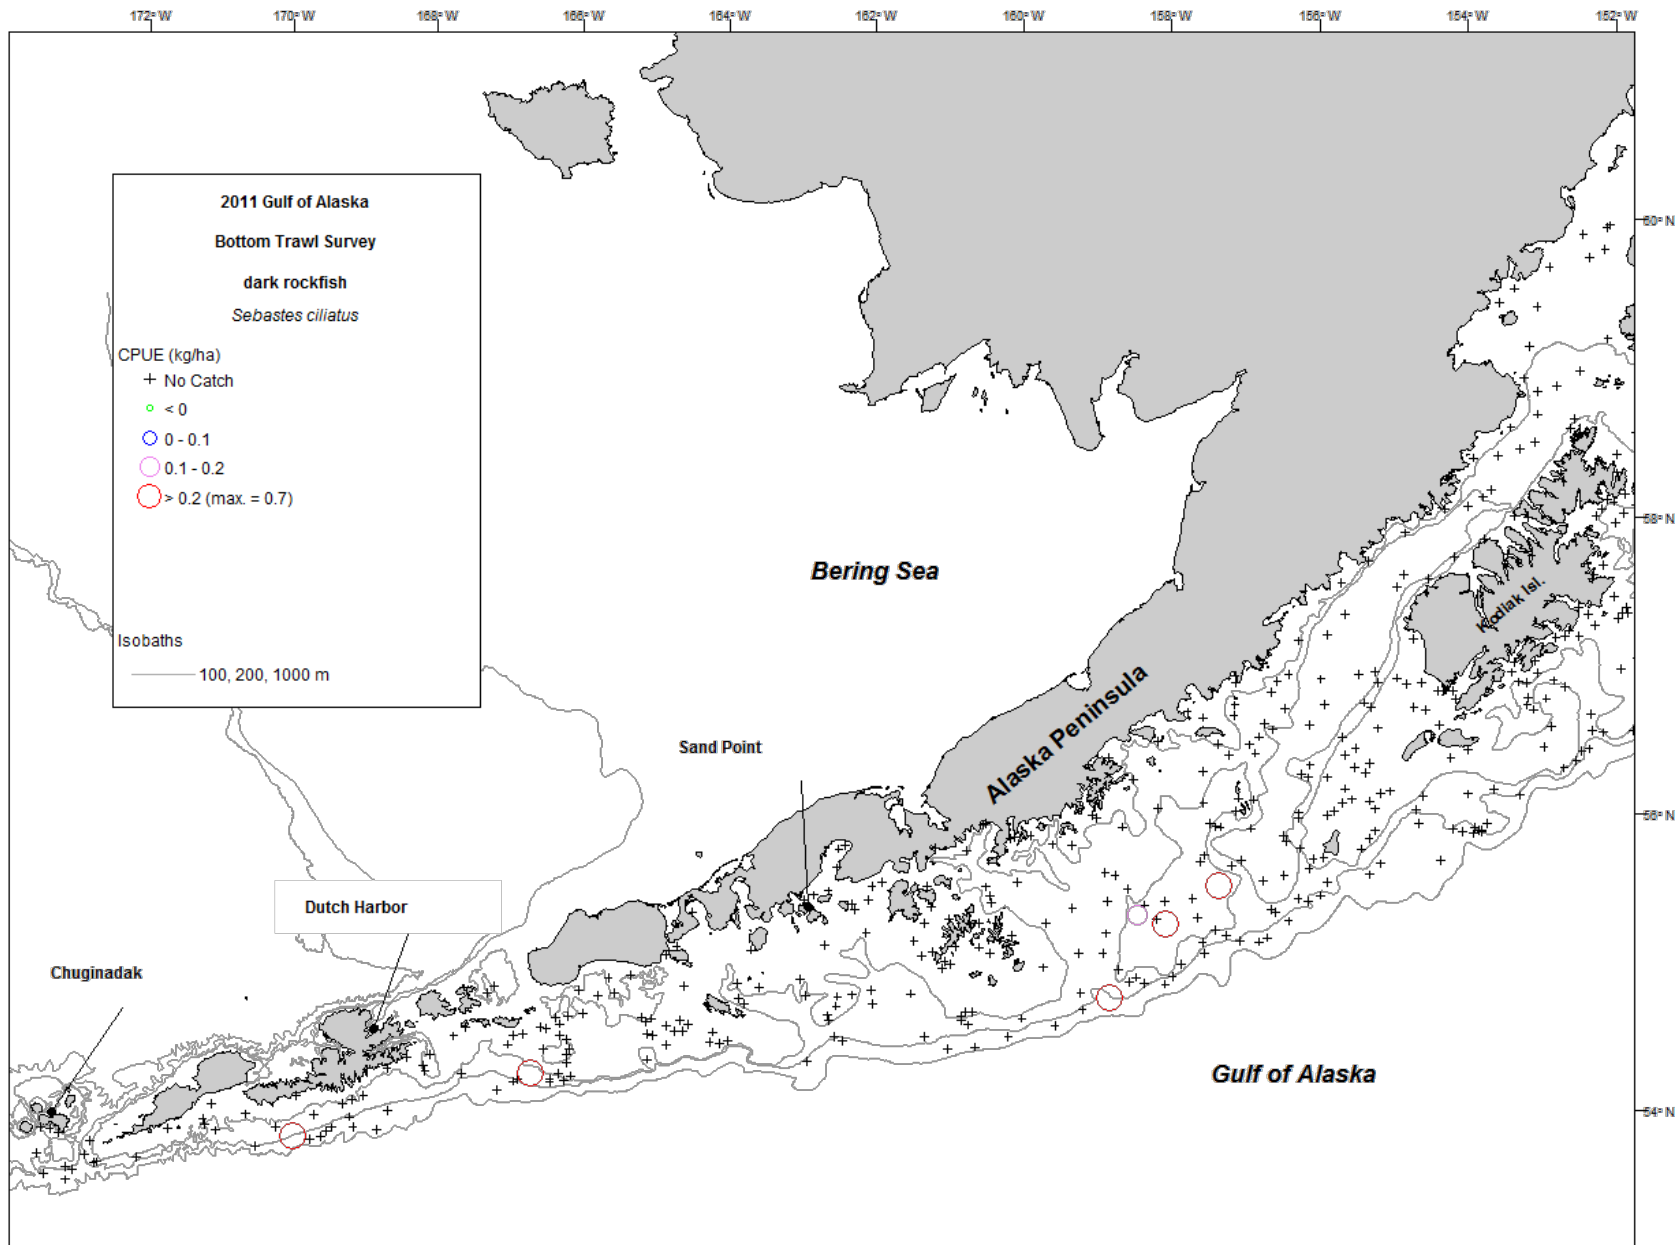 172°W 170°W 168°W 166°W 164°W 162°W 160°W 158°W 156°W 154°W 152°W
2011 Gulf of Alaska
Bottom Trawl Survey
dark rockfish
Sebastes ciliatus
CPUE (kg/ha)
No Catch
< 0
0 - 0.1
0.1 - 0.2
> 0.2 (max. = 0.7)
Isobaths
100, 200, 1000 m
60°N
58°N
56°N
54°N
Bering Sea
Kodiak Isl.
Alaska Peninsula
Sand Point
Dutch Harbor
Chuginadak
Gulf of Alaska